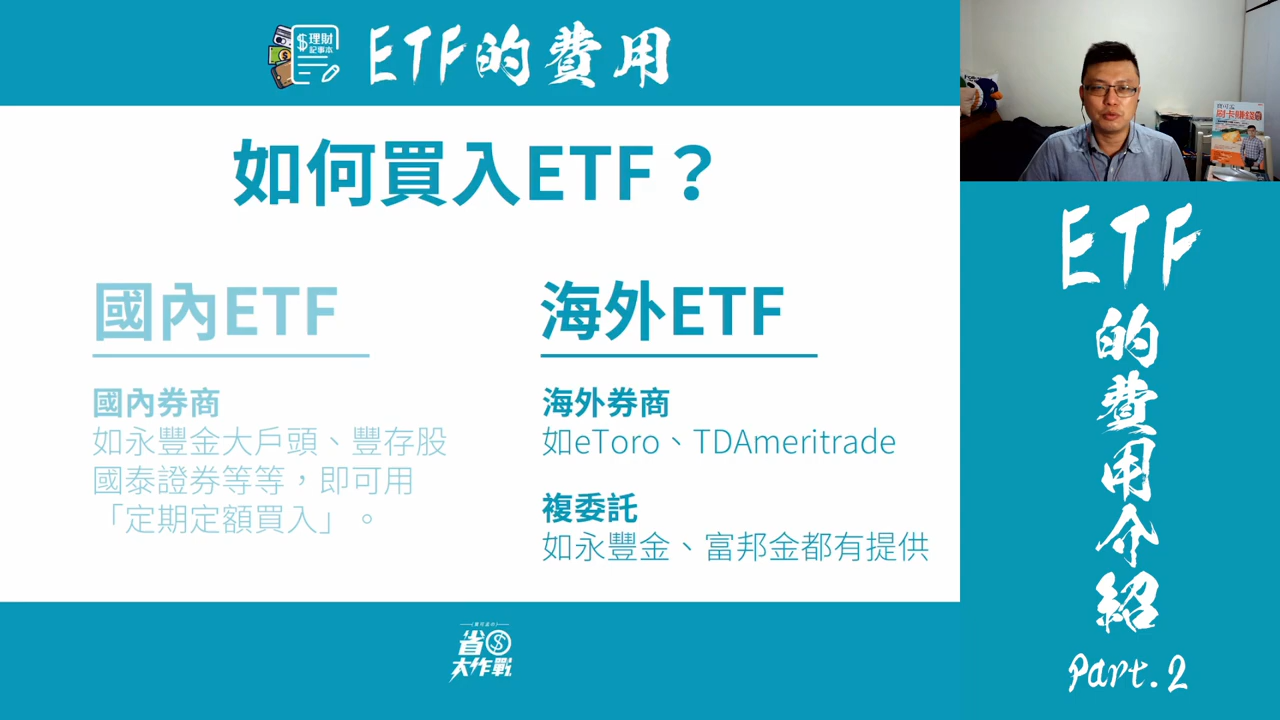 $理財
記事本
ETF的費用
如何買入ETF？
國內ETF
國內券商
如永豐金大戶頭、豐存股
國泰證券等等，即可用
「定期定額買入」。
海外ETF
海外券商
如eToro、TDAmeritrade
複委託
如永豐金、富邦金都有提供
省$
大作戰
刷卡賺錢
ETF
的費用介紹
Part.2